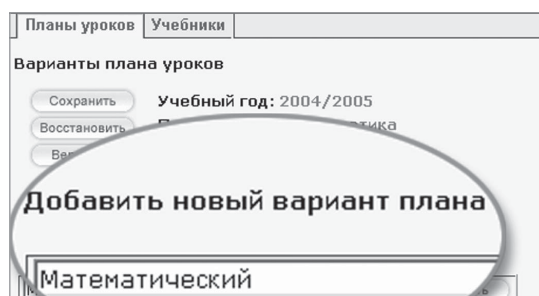 Планы уроков Учебники
Варианты плана уроков
Сохранить Учебный год: 2004/2005
Восстановить
Добавить новый вариант плана
Математический